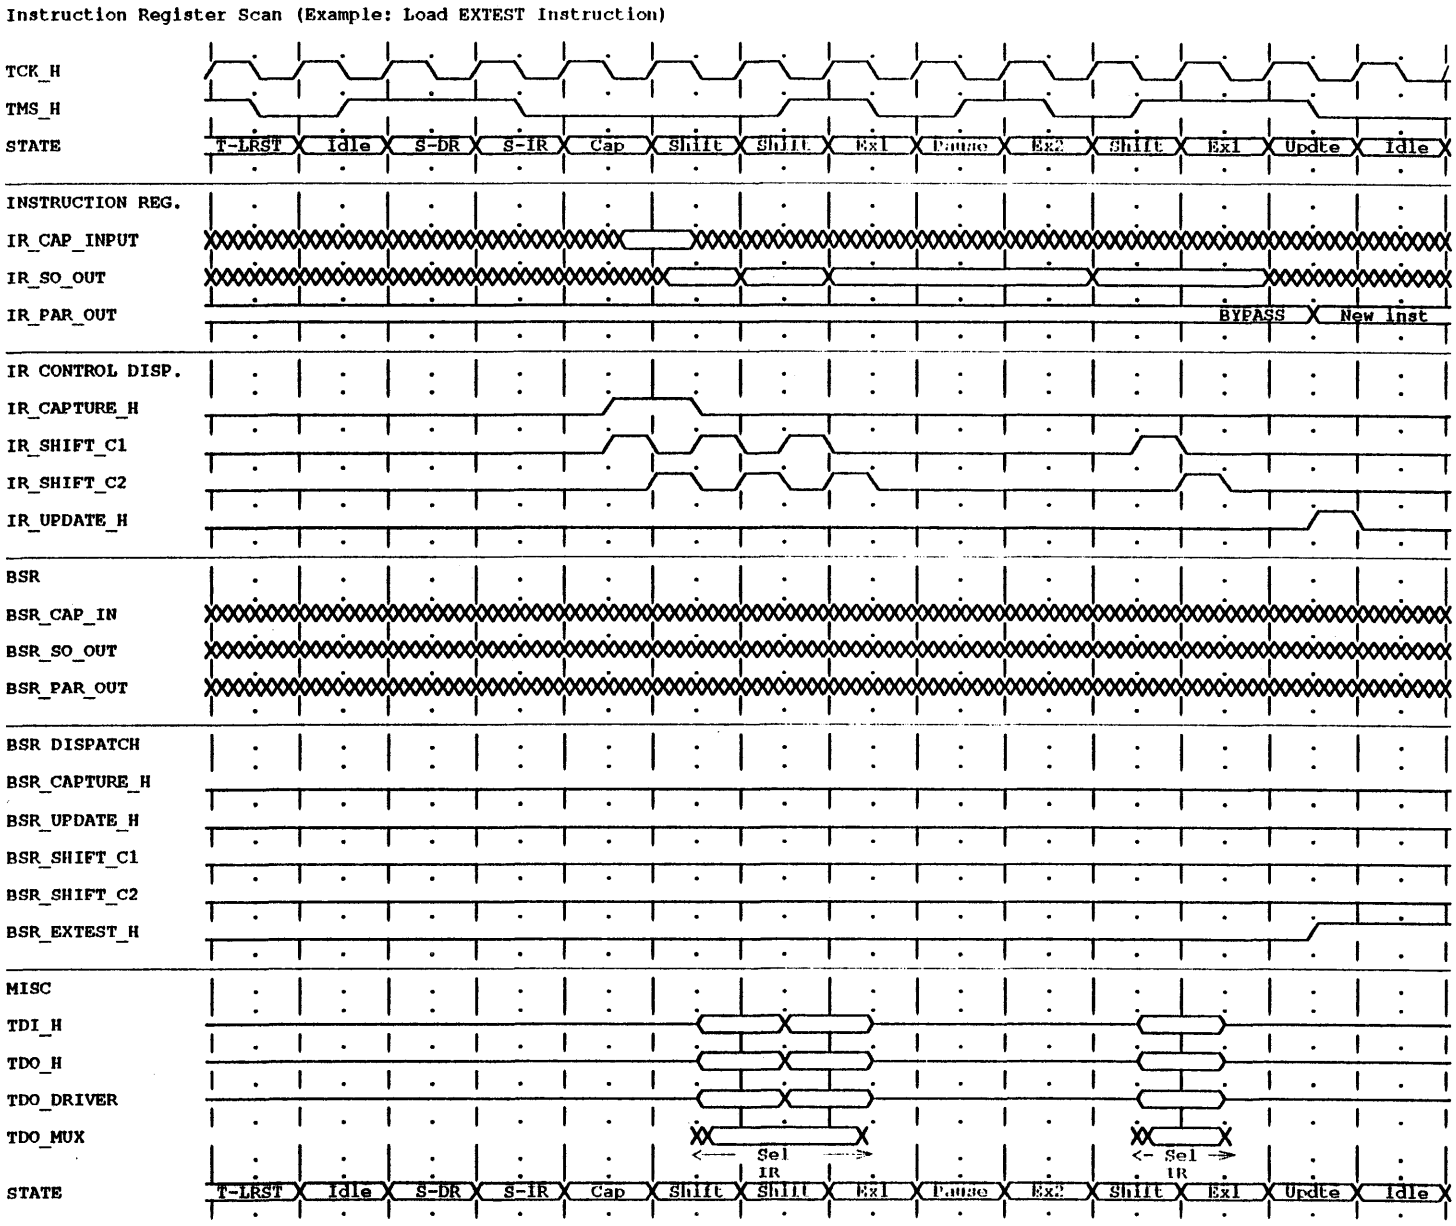 Instruction Register Scan (Example: Load EXTEST Instruction)
TCK_H
TMS_H
STATE T-LRST Idle S-DR S-IR Cap Shift Shift Ex1 Pause Ex2 Shift Ex1 Updte Idle
INSTRUCTION REG.
IR_CAP_INPUT
IR_SO_OUT
IR_PAR_OUT BYPASS New inst
IR CONTROL DISP.
IR_CAPTURE_H
IR_SHIFT_C1
IR_SHIFT_C2
IR_UPDATE_H
BSR
BSR_CAP_IN
BSR_SO_OUT
BSR_PAR_OUT
BSR DISPATCH
BSR_CAPTURE_H
BSR_UPDATE_H
BSR_SHIFT_C1
BSR_SHIFT_C2
BSR_EXTEST_H
MISC
TDI_H
TDO_H
TDO_DRIVER
TDO_MUX
<- Sel -> <- Sel ->
IR IR
STATE T-LRST Idle S-DR S-IR Cap Shift Shift Ex1 Pause Ex2 Shift Ex1 Updte Idle